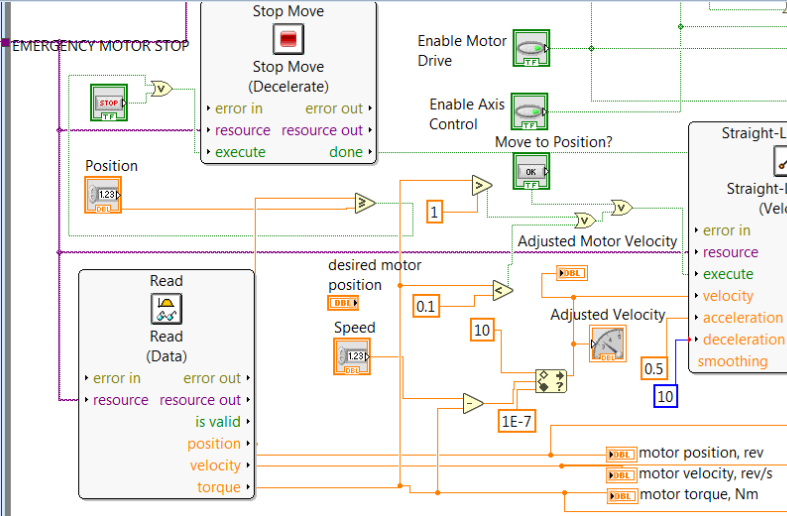 Stop Move
EMERGENCY MOTOR STOP
Stop Move
(Decelerate)
error in error out
resource resource out
execute done
STOP
TF
V
Enable Motor
Drive
TF
Enable Axis
Control
TF
Move to Position?
OK
TF
Position
1.23
DBL
≥
>
1
V
V
Straight-L
Straight-L
(Velo
error in
resource
execute
velocity
acceleration
deceleration
smoothing
Adjusted Motor Velocity
DBL
desired motor
position
DBL
<
0.1
Speed
1.23
DBL
10
Adjusted Velocity
DBL
0.5
10
-
?
1E-7
Read
Read
(Data)
error in error out
resource resource out
is valid
position
velocity
torque
DBL motor position, rev
DBL motor velocity, rev/s
DBL motor torque, Nm